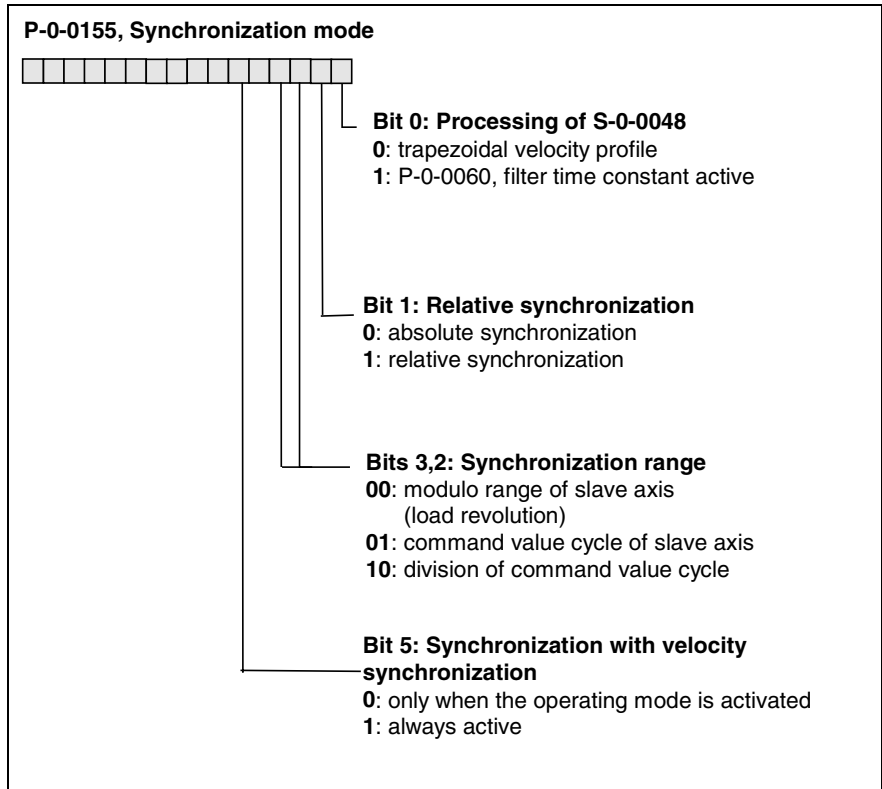 P-0-0155, Synchronization mode
Bit 0: Processing of S-0-0048
0: trapezoidal velocity profile
1: P-0-0060, filter time constant active
Bit 1: Relative synchronization
0: absolute synchronization
1: relative synchronization
Bits 3,2: Synchronization range
00: modulo range of slave axis
(load revolution)
01: command value cycle of slave axis
10: division of command value cycle
Bit 5: Synchronization with velocity
synchronization
0: only when the operating mode is activated
1: always active